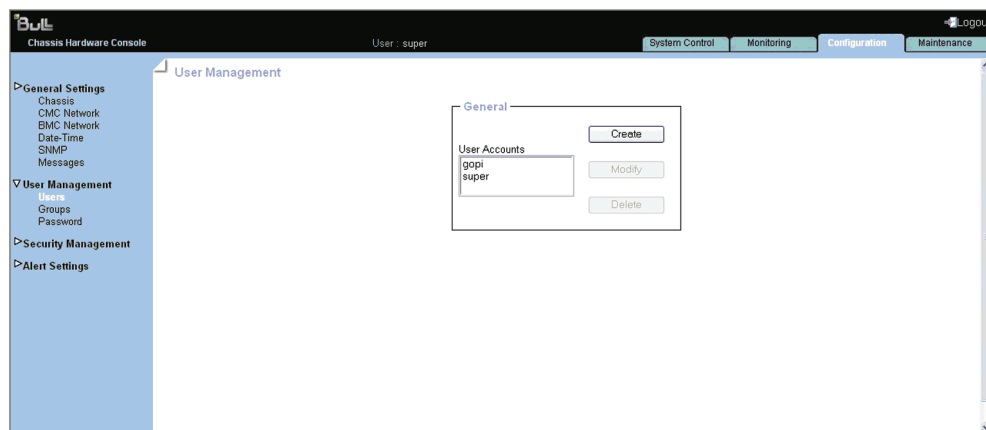 Bull
Logou
Chassis Hardware Console
User : super
System Control
Monitoring
Configuration
Maintenance
User Management
General Settings
Chassis
CMC Network
BMC Network
Date-Time
SNMP
Messages
User Management
Users
Groups
Password
Security Management
Alert Settings
General
Create
User Accounts
gopi
super
Modify
Delete